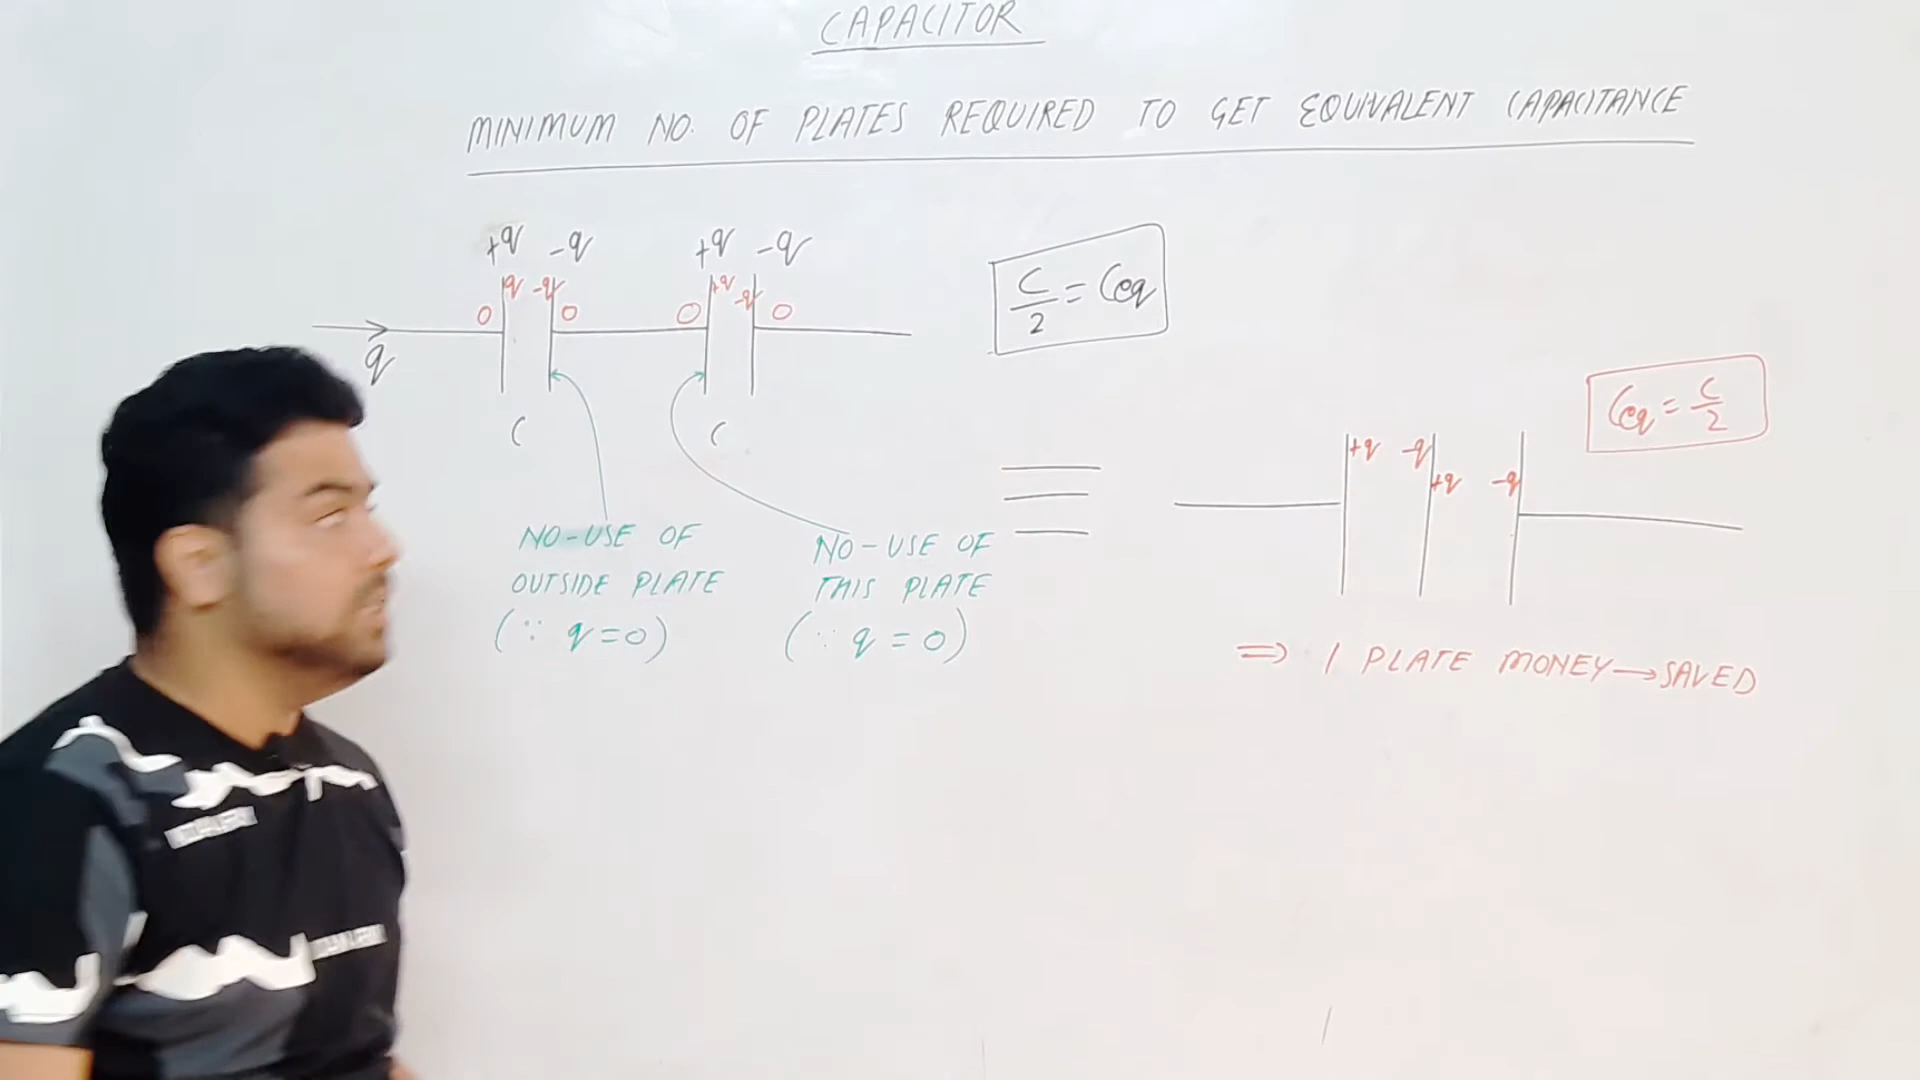 CAPACITOR
MINIMUM NO. OF PLATES REQUIRED TO GET EQUIVALENT CAPACITANCE
+q -q +q -q
q -q +q -q
0 0 0 0
q
C C
C/2 = Ceq
Ceq = C/2
+q -q
+q -q
NO-USE OF
OUTSIDE PLATE
(∵ q=0)
NO-USE OF
THIS PLATE
(∵ q = 0)
⇒ 1 PLATE MONEY→SAVED